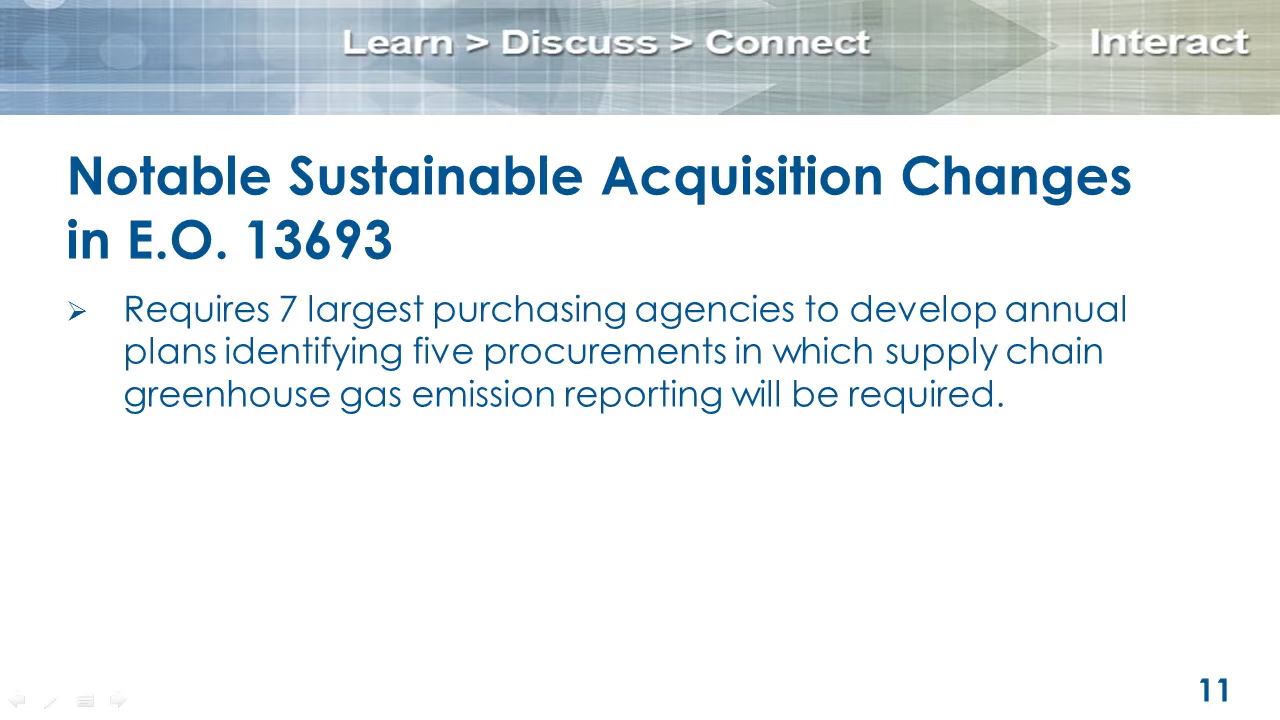 Learn > Discuss > Connect
Interact
Notable Sustainable Acquisition Changes
in E.O. 13693
Requires 7 largest purchasing agencies to develop annual
plans identifying five procurements in which supply chain
greenhouse gas emission reporting will be required.
11